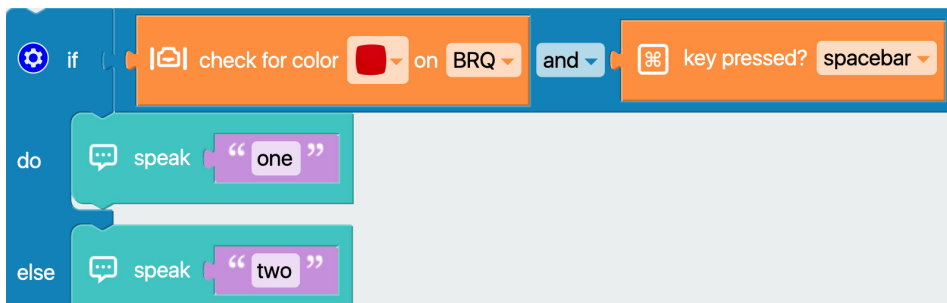 if check for color on BRQ and ⌘ key pressed? spacebar
do speak “ one ”
else speak “ two ”